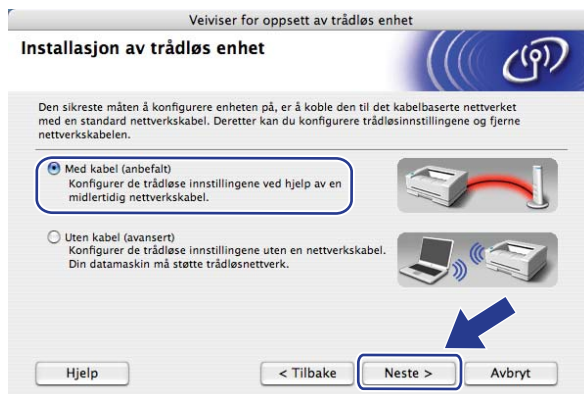 Veiviser for oppsett av trådløs enhet
Installasjon av trådløs enhet
Den sikreste måten å konfigurere enheten på, er å koble den til det kabelbaserte nettverket
med en standard nettverkskabel. Deretter kan du konfigurere trådløsinnstillingene og fjerne
nettverkskabelen.
Med kabel (anbefalt)
Konfigurer de trådløse innstillingene ved hjelp av en
midlertidig nettverkskabel.
Uten kabel (avansert)
Konfigurer de trådløse innstillingene uten en nettverkskabel.
Din datamaskin må støtte trådløsnettverk.
Hjelp
< Tilbake
Neste >
Avbryt